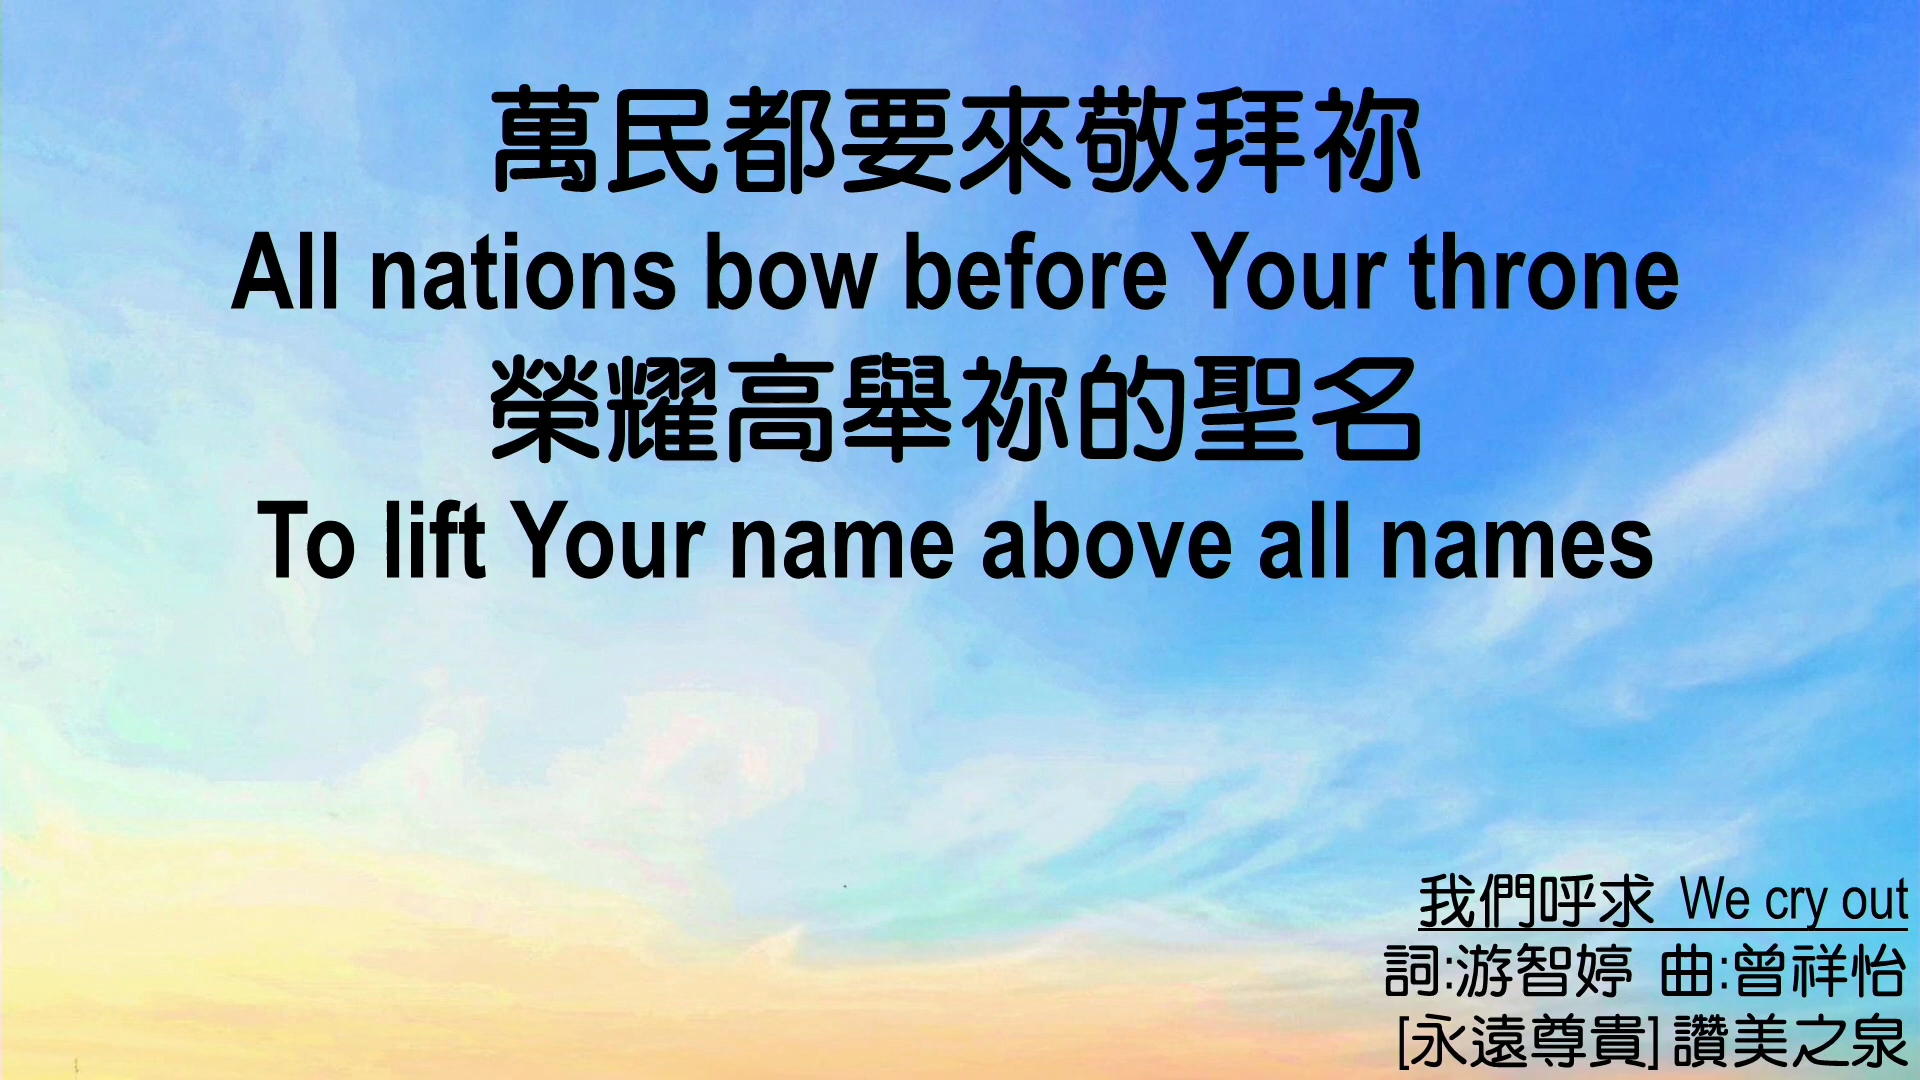 萬民都要來敬拜祢
All nations bow before Your throne
榮耀高舉祢的聖名
To lift Your name above all names
我們呼求 We cry out
詞:游智婷 曲:曾祥怡
[永遠尊貴] 讚美之泉